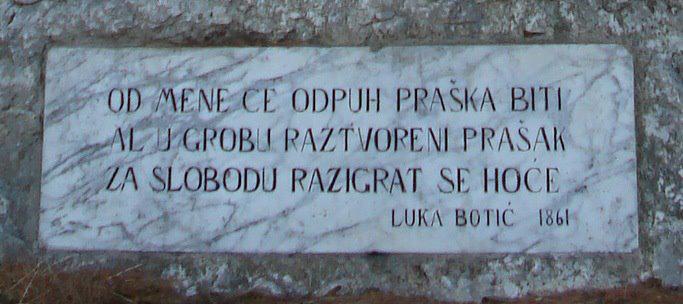 OD MENE ĆE ODPUH PRAŠKA BITI
AL U GROBU RAZTVORENI PRAŠAK
ZA SLOBODU RAZIGRAT SE HOĆE
LUKA BOTIĆ 1861